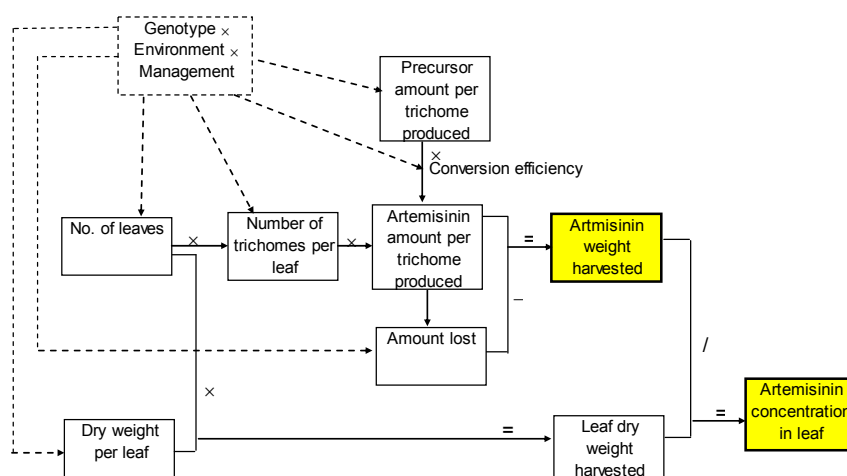 Genotype ×
Environment ×
Management
Precursor
amount per
trichome
produced
×
Conversion efficiency
No. of leaves
×
Number of
trichomes per
leaf
×
Artemisinin
amount per
trichome
produced
=
Artmisinin
weight
harvested
–
Amount lost
/
×
Dry weight
per leaf
=
Leaf dry
weight
harvested
=
Artemisinin
concentration
in leaf